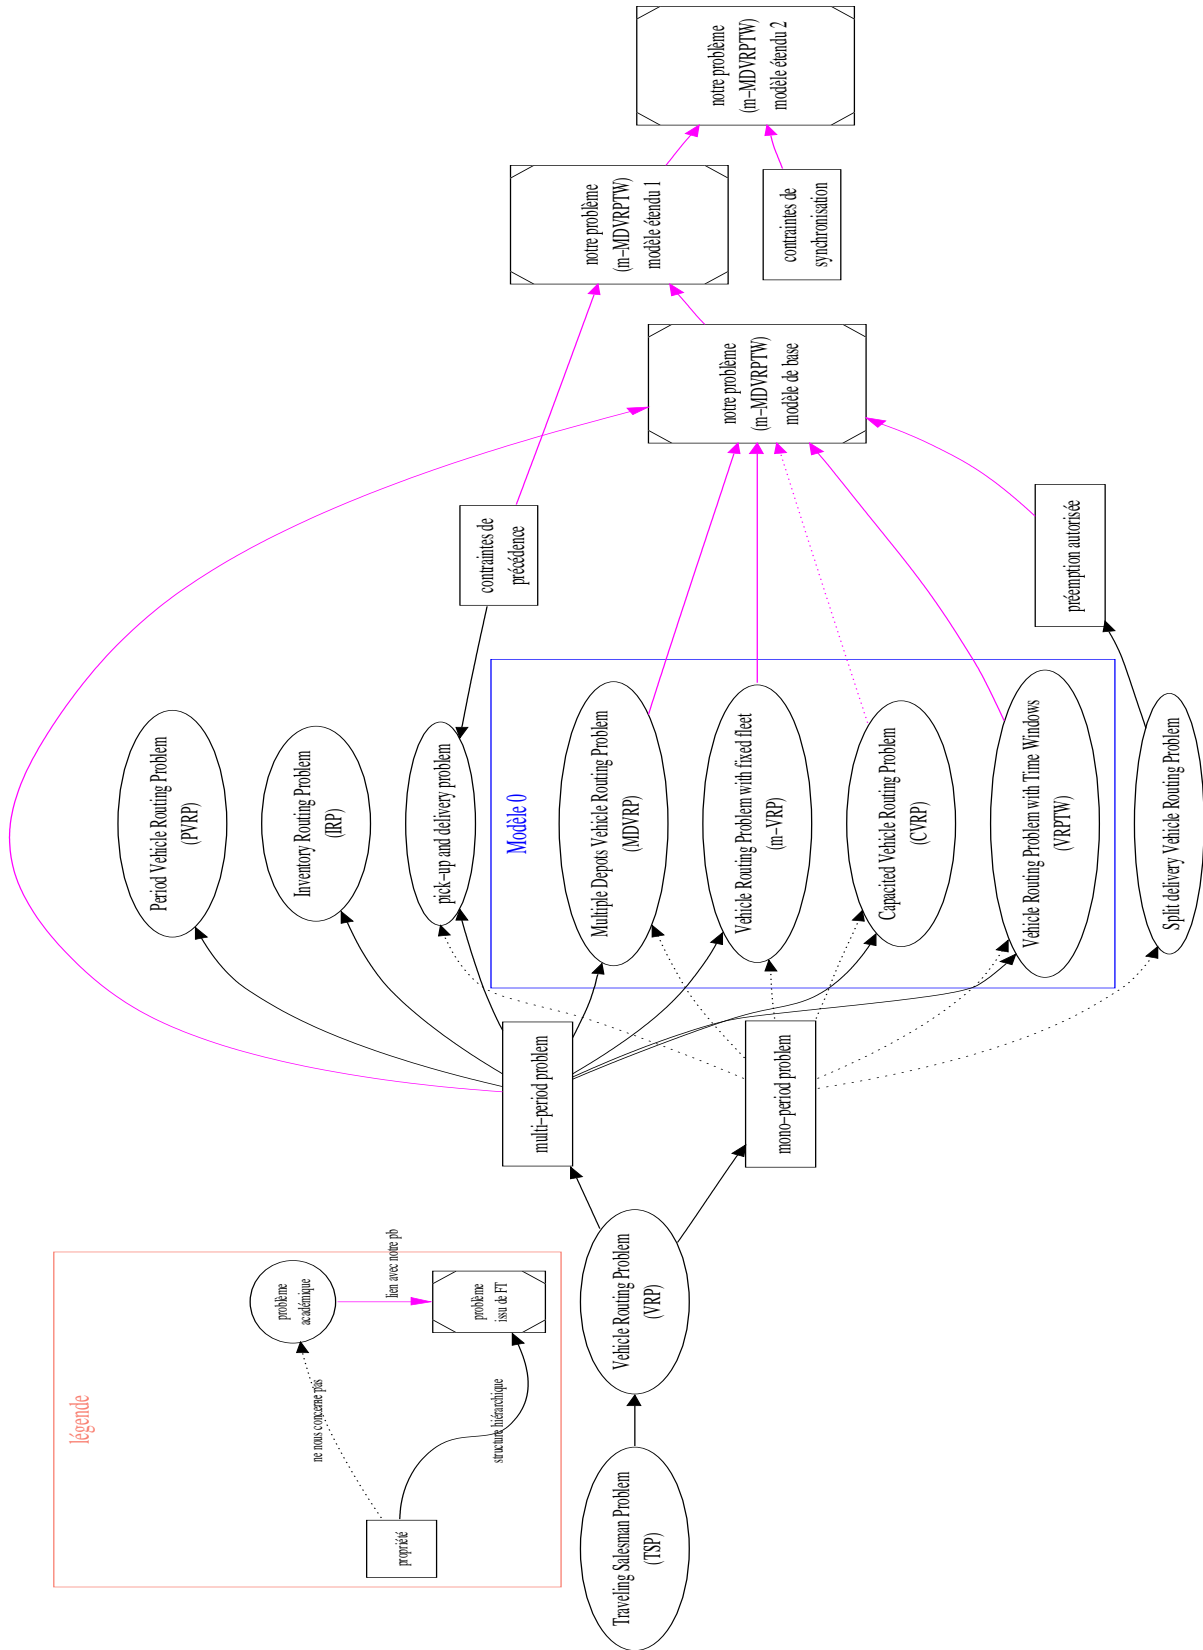 légende
propriété
ne nous concerne pas
structure hiérarchique
problème
académique
lien avec notre pb
problème
issu de FT
Traveling Salesman Problem
(TSP)
Vehicle Routing Problem
(VRP)
multi-period problem
mono-period problem
Period Vehicle Routing Problem
(PVRP)
Inventory Routing Problem
(IRP)
pick-up and delivery problem
Modèle 0
Multiple Depots Vehicle Routing Problem
(MDVRP)
Vehicle Routing Problem with fixed fleet
(m-VRP)
Capacited Vehicle Routing Problem
(CVRP)
Vehicle Routing Problem with Time Windows
(VRPTW)
Split delivery Vehicle Routing Problem
contraintes de
précédence
préemption autorisée
notre problème
(m-MDVRPTW)
modèle de base
notre problème
(m-MDVRPTW)
modèle étendu 1
contraintes de
synchronisation
notre problème
(m-MDVRPTW)
modèle étendu 2